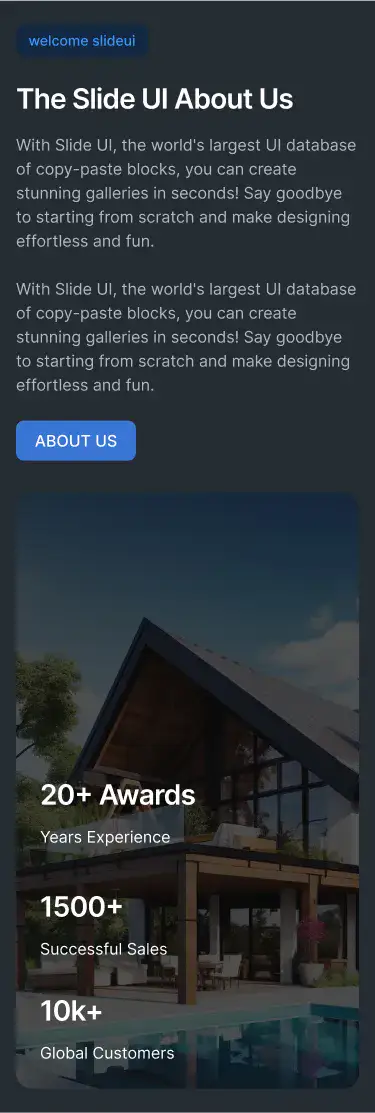 welcome slideui
The Slide UI About Us
With Slide UI, the world's largest UI database
of copy-paste blocks, you can create
stunning galleries in seconds! Say goodbye
to starting from scratch and make designing
effortless and fun.
With Slide UI, the world's largest UI database
of copy-paste blocks, you can create
stunning galleries in seconds! Say goodbye
to starting from scratch and make designing
effortless and fun.
ABOUT US
20+ Awards
Years Experience
1500+
Successful Sales
10k+
Global Customers